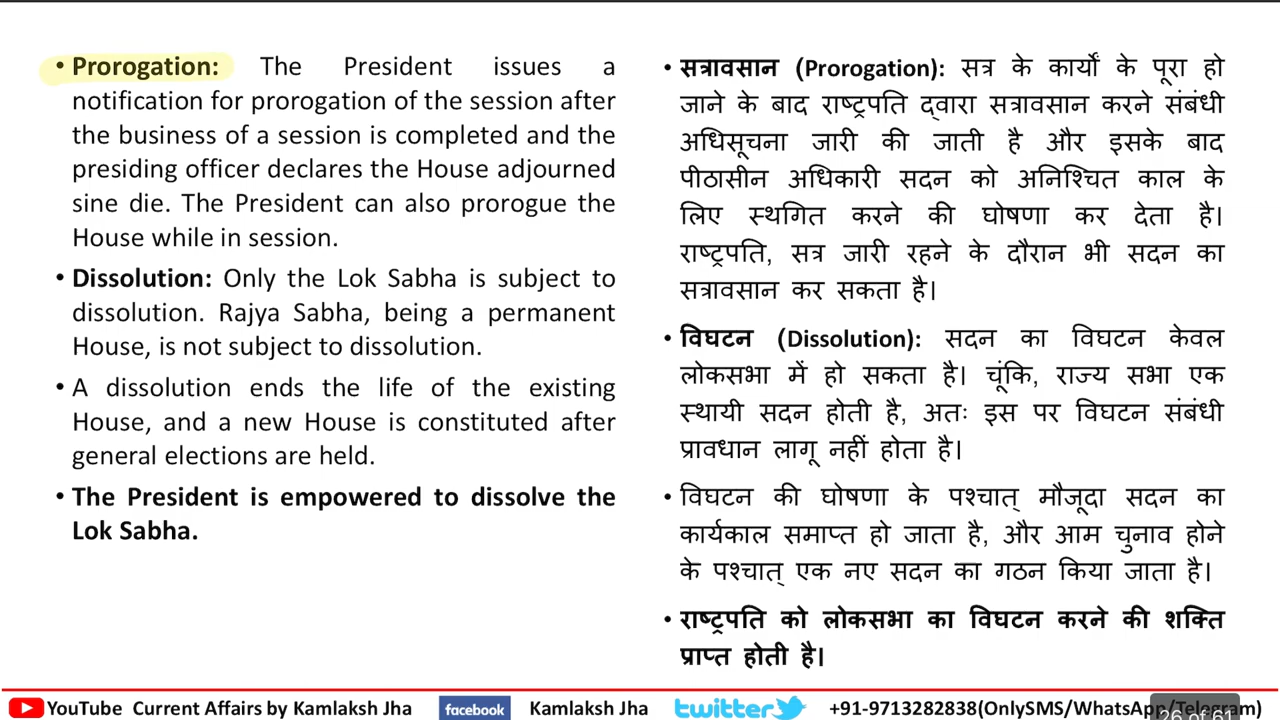 • Prorogation: The President issues a
notification for prorogation of the session after
the business of a session is completed and the
presiding officer declares the House adjourned
sine die. The President can also prorogue the
House while in session.
• Dissolution: Only the Lok Sabha is subject to
dissolution. Rajya Sabha, being a permanent
House, is not subject to dissolution.
• A dissolution ends the life of the existing
House, and a new House is constituted after
general elections are held.
• The President is empowered to dissolve the
Lok Sabha.
• सत्रावसान (Prorogation): सत्र के कार्यों के पूरा हो
जाने के बाद राष्ट्रपति द्वारा सत्रावसान करने संबंधी
अधिसूचना जारी की जाती है और इसके बाद
पीठासीन अधिकारी सदन को अनिश्चित काल के
लिए स्थगित करने की घोषणा कर देता है।
राष्ट्रपति, सत्र जारी रहने के दौरान भी सदन का
सत्रावसान कर सकता है।
• विघटन (Dissolution): सदन का विघटन केवल
लोकसभा में हो सकता है। चूंकि, राज्य सभा एक
स्थायी सदन होती है, अतः इस पर विघटन संबंधी
प्रावधान लागू नहीं होता है।
• विघटन की घोषणा के पश्चात् मौजूदा सदन का
कार्यकाल समाप्त हो जाता है, और आम चुनाव होने
के पश्चात् एक नए सदन का गठन किया जाता है।
• राष्ट्रपति को लोकसभा का विघटन करने की शक्ति
प्राप्त होती है।
YouTube Current Affairs by Kamlaksh Jha facebook Kamlaksh Jha twitter +91-9713282838(OnlySMS/WhatsApp/Telegram)
26 of 61